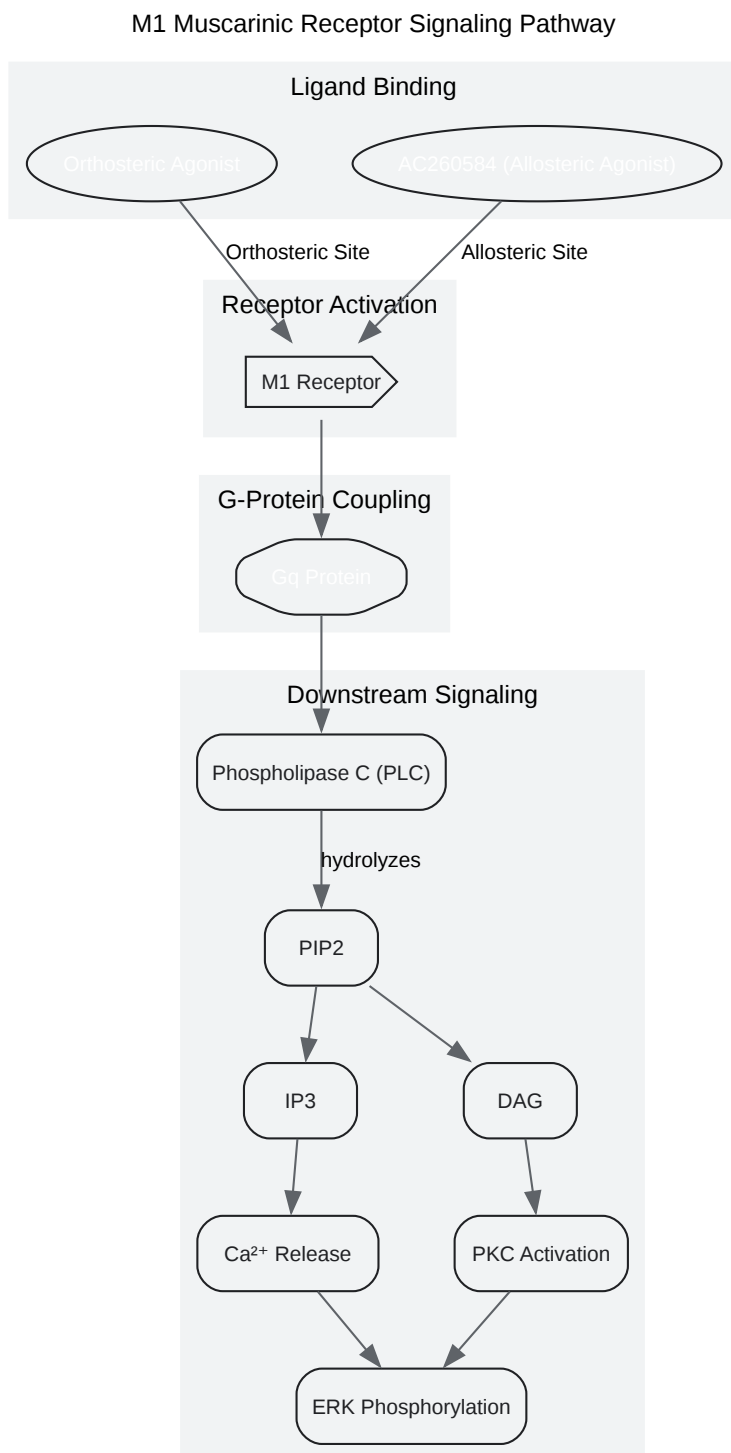 M1 Muscarinic Receptor Signaling Pathway
Ligand Binding
Orthosteric Agonist
AC260584 (Allosteric Agonist)
Orthosteric Site
Allosteric Site
Receptor Activation
M1 Receptor
G-Protein Coupling
Gq Protein
Downstream Signaling
Phospholipase C (PLC)
hydrolyzes
PIP2
IP3
DAG
Ca²⁺ Release
PKC Activation
ERK Phosphorylation